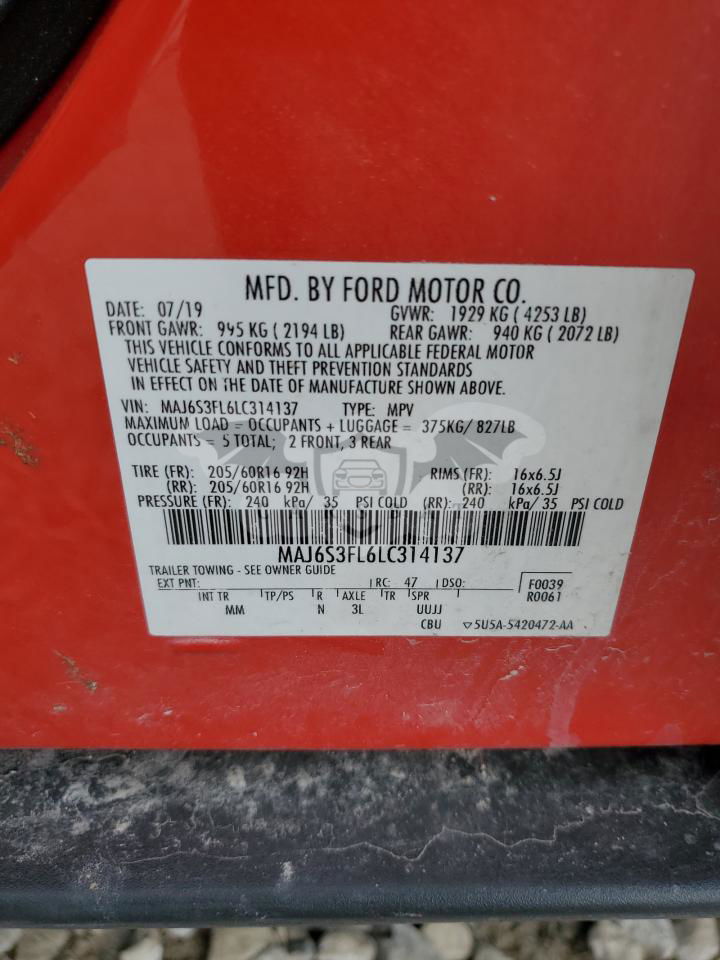 MFD. BY FORD MOTOR CO.
DATE: 07/19 GVWR: 1929 KG ( 4253 LB)
FRONT GAWR: 995 KG ( 2194 LB) REAR GAWR: 940 KG ( 2072 LB)
THIS VEHICLE CONFORMS TO ALL APPLICABLE FEDERAL MOTOR
VEHICLE SAFETY AND THEFT PREVENTION STANDARDS
IN EFFECT ON THE DATE OF MANUFACTURE SHOWN ABOVE.
VIN: MAJ6S3FL6LC314137 TYPE: MPV
MAXIMUM LOAD = OCCUPANTS + LUGGAGE = 375KG/ 827LB
OCCUPANTS = 5 TOTAL; 2 FRONT, 3 REAR
TIRE (FR): 205/60R16 92H RIMS (FR): 16x6.5J
(RR): 205/60R16 92H (RR): 16x6.5J
PRESSURE (FR): 240 kPa/ 35 PSI COLD (RR): 240 kPa/ 35 PSI COLD
MAJ6S3FL6LC314137
TRAILER TOWING - SEE OWNER GUIDE
EXT PNT: RC: 47 DSO: F0039
INT TR TP/PS R AXLE TR SPR R0061
MM N 3L UUJJ
CBU ▽5U5A-5420472-AA